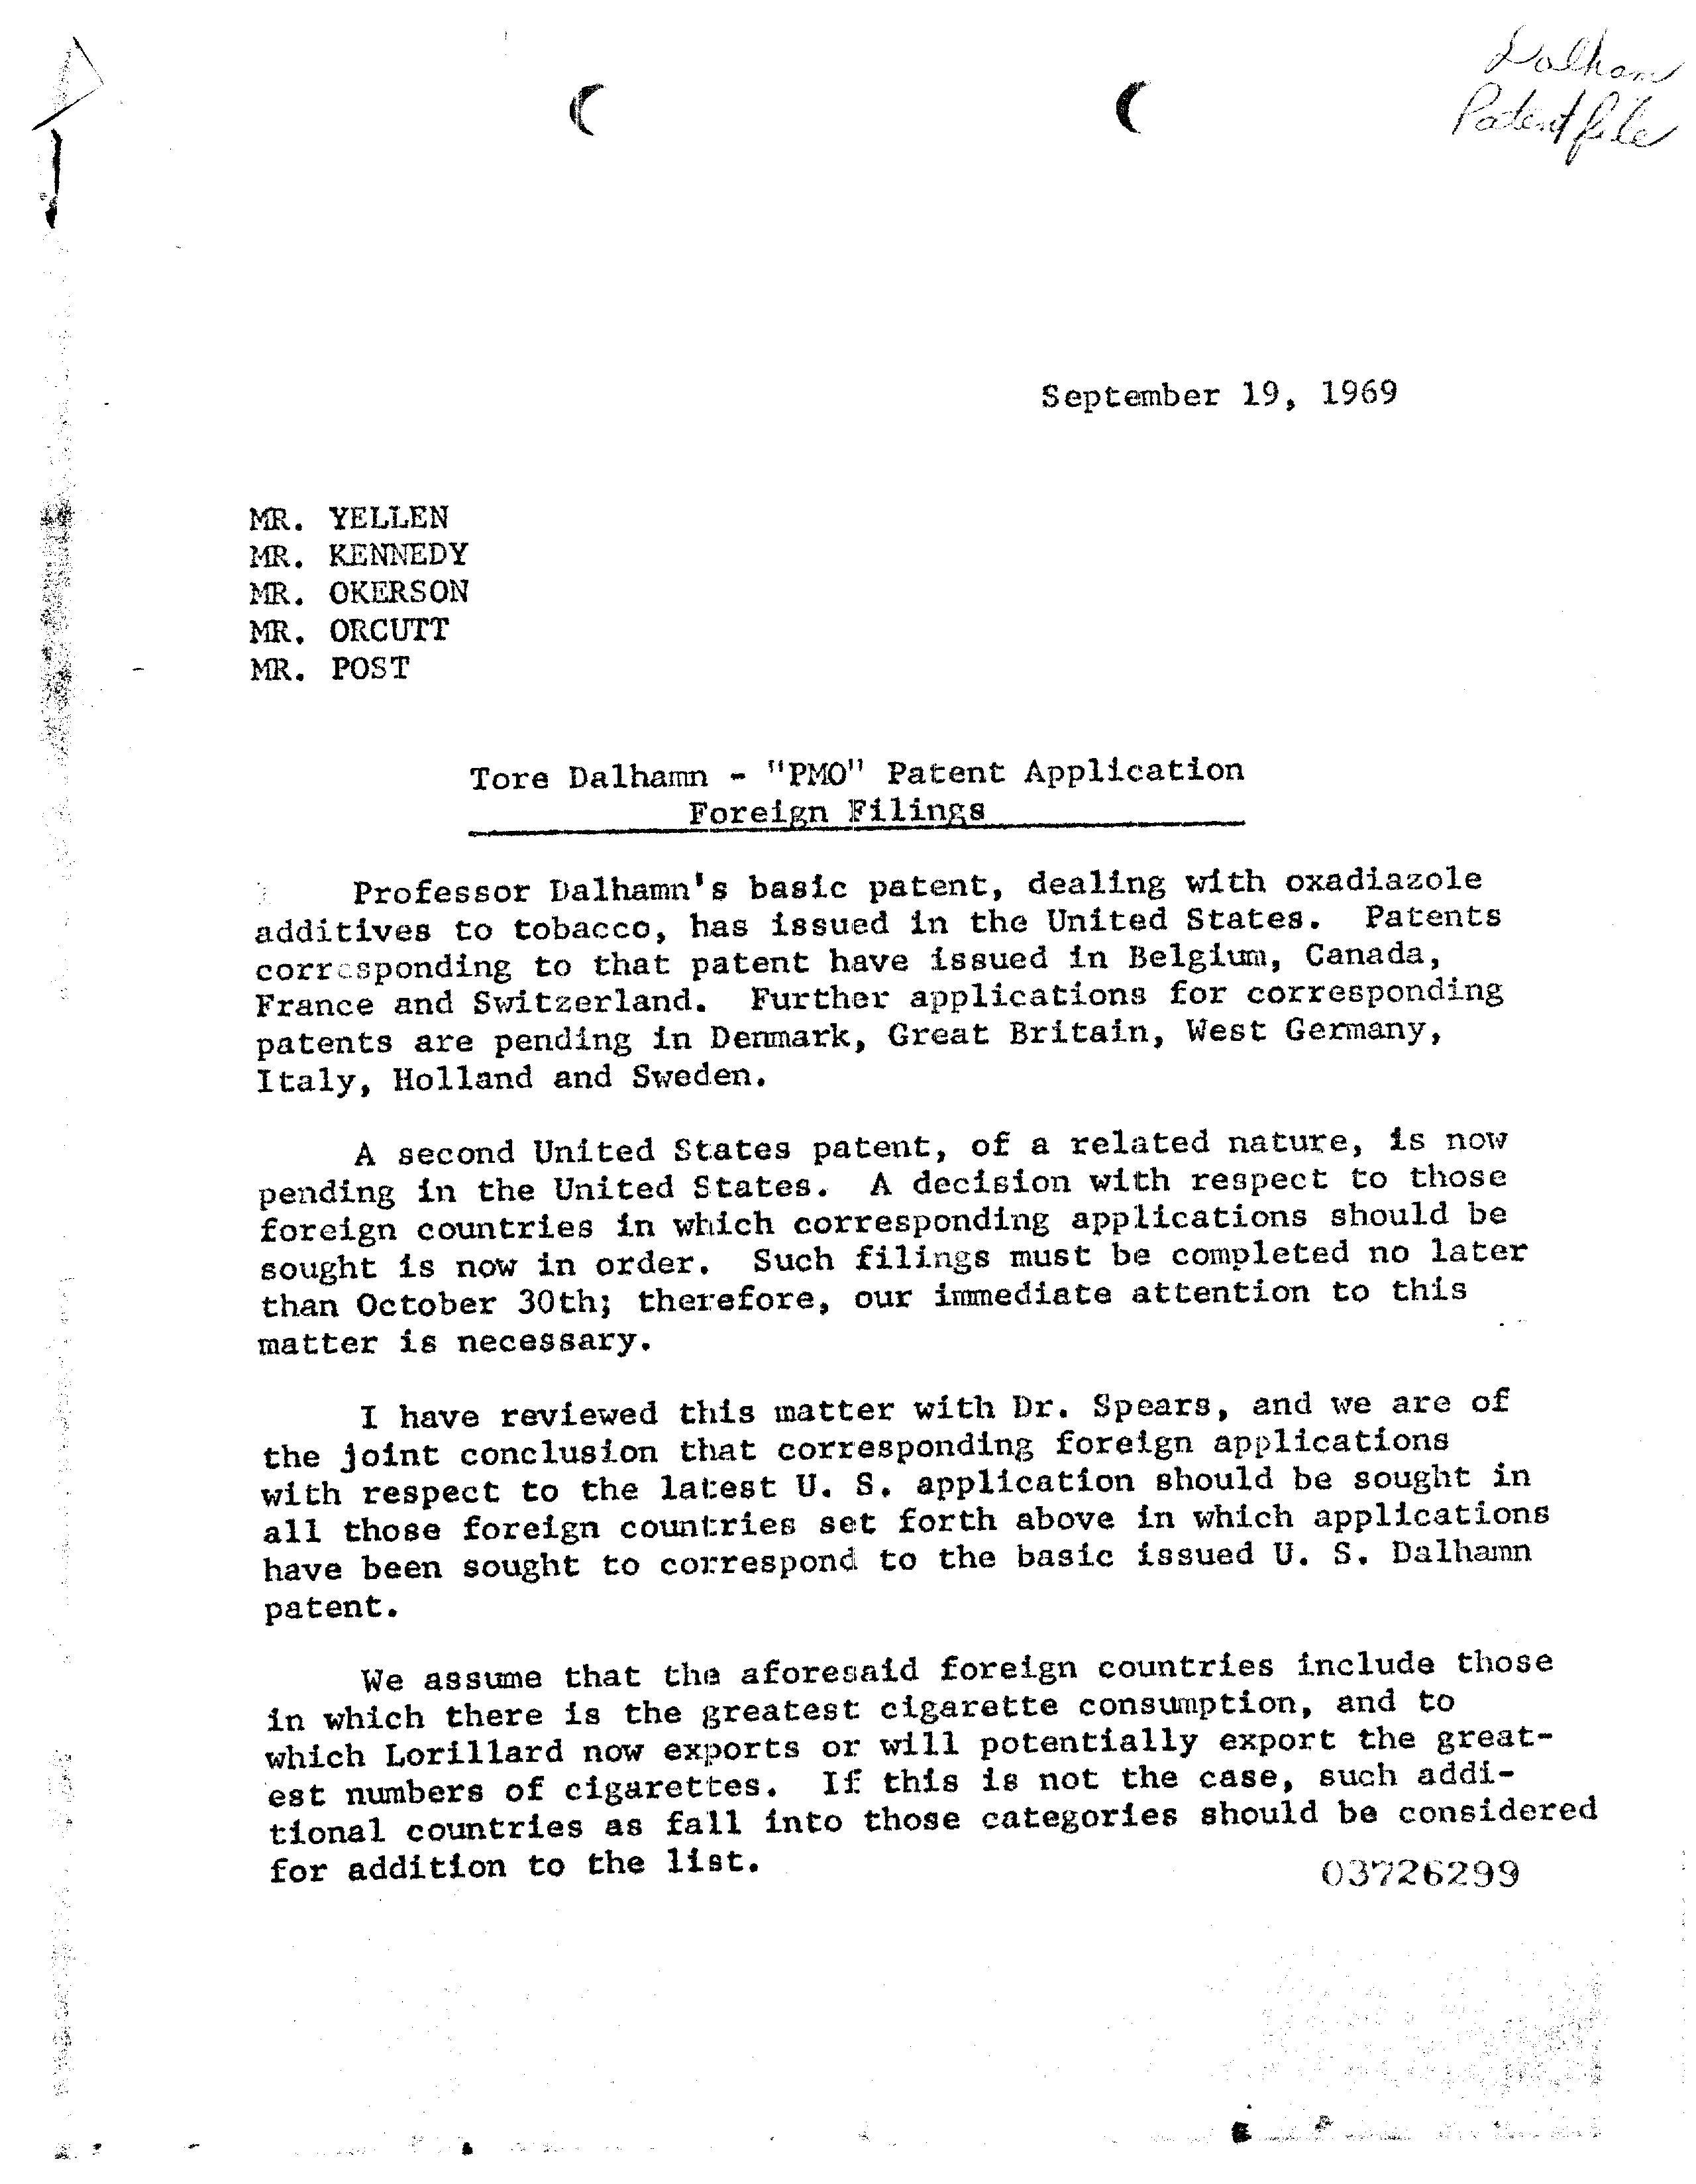 Dalham
Patent file
September 19, 1969
MR. YELLEN
MR. KENNEDY
MR. OKERSON
MR. ORCUTT
MR. POST
Tore Dalhamn - "PMO" Patent Application
Foreign Filings
Professor Dalhamn's basic patent, dealing with oxadiazole
additives to tobacco, has issued in the United States. Patents
corresponding to that patent have issued in Belgium, Canada,
France and Switzerland. Further applications for corresponding
patents are pending in Denmark, Great Britain, West Germany,
Italy, Holland and Sweden.
A second United States patent, of a related nature, is now
pending in the United States. A decision with respect to those
foreign countries in which corresponding applications should be
sought is now in order. Such filings must be completed no later
than October 30th; therefore, our immediate attention to this
matter is necessary.
I have reviewed this matter with Dr. Spears, and we are of
the joint conclusion that corresponding foreign applications
with respect to the latest U. S. application should be sought in
all those foreign countries set forth above in which applications
have been sought to correspond to the basic issued U. S. Dalhamn
patent.
We assume that the aforesaid foreign countries include those
in which there is the greatest cigarette consumption, and to
which Lorillard now exports or will potentially export the great-
est numbers of cigarettes. If this is not the case, such addi-
tional countries as fall into those categories should be considered
for addition to the list.
03726299